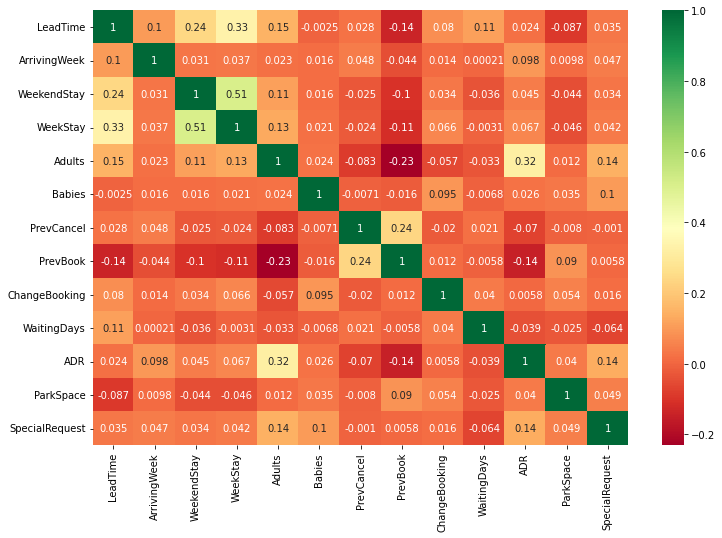 LeadTime 1 0.1 0.24 0.33 0.15 -0.0025 0.028 -0.14 0.08 0.11 0.024 -0.087 0.035
ArrivingWeek 0.1 1 0.031 0.037 0.023 0.016 0.048 -0.044 0.014 0.00021 0.098 0.0098 0.047
WeekendStay 0.24 0.031 1 0.51 0.11 0.016 -0.025 -0.1 0.034 -0.036 0.045 -0.044 0.034
WeekStay 0.33 0.037 0.51 1 0.13 0.021 -0.024 -0.11 0.066 -0.0031 0.067 -0.046 0.042
Adults 0.15 0.023 0.11 0.13 1 0.024 -0.083 -0.23 -0.057 -0.033 0.32 0.012 0.14
Babies -0.0025 0.016 0.016 0.021 0.024 1 -0.0071 -0.016 0.095 -0.0068 0.026 0.035 0.1
PrevCancel 0.028 0.048 -0.025 -0.024 -0.083 -0.0071 1 0.24 -0.02 0.021 -0.07 -0.008 -0.001
PrevBook -0.14 -0.044 -0.1 -0.11 -0.23 -0.016 0.24 1 0.012 -0.0058 -0.14 0.09 0.0058
ChangeBooking 0.08 0.014 0.034 0.066 -0.057 0.095 -0.02 0.012 1 0.04 0.0058 0.054 0.016
WaitingDays 0.11 0.00021 -0.036 -0.0031 -0.033 -0.0068 0.021 -0.0058 0.04 1 -0.039 -0.025 -0.064
ADR 0.024 0.098 0.045 0.067 0.32 0.026 -0.07 -0.14 0.0058 -0.039 1 0.04 0.14
ParkSpace -0.087 0.0098 -0.044 -0.046 0.012 0.035 -0.008 0.09 0.054 -0.025 0.04 1 0.049
SpecialRequest 0.035 0.047 0.034 0.042 0.14 0.1 -0.001 0.0058 0.016 -0.064 0.14 0.049 1
LeadTime
ArrivingWeek
WeekendStay
WeekStay
Adults
Babies
PrevCancel
PrevBook
ChangeBooking
WaitingDays
ADR
ParkSpace
SpecialRequest
1.0
0.8
0.6
0.4
0.2
0.0
−0.2